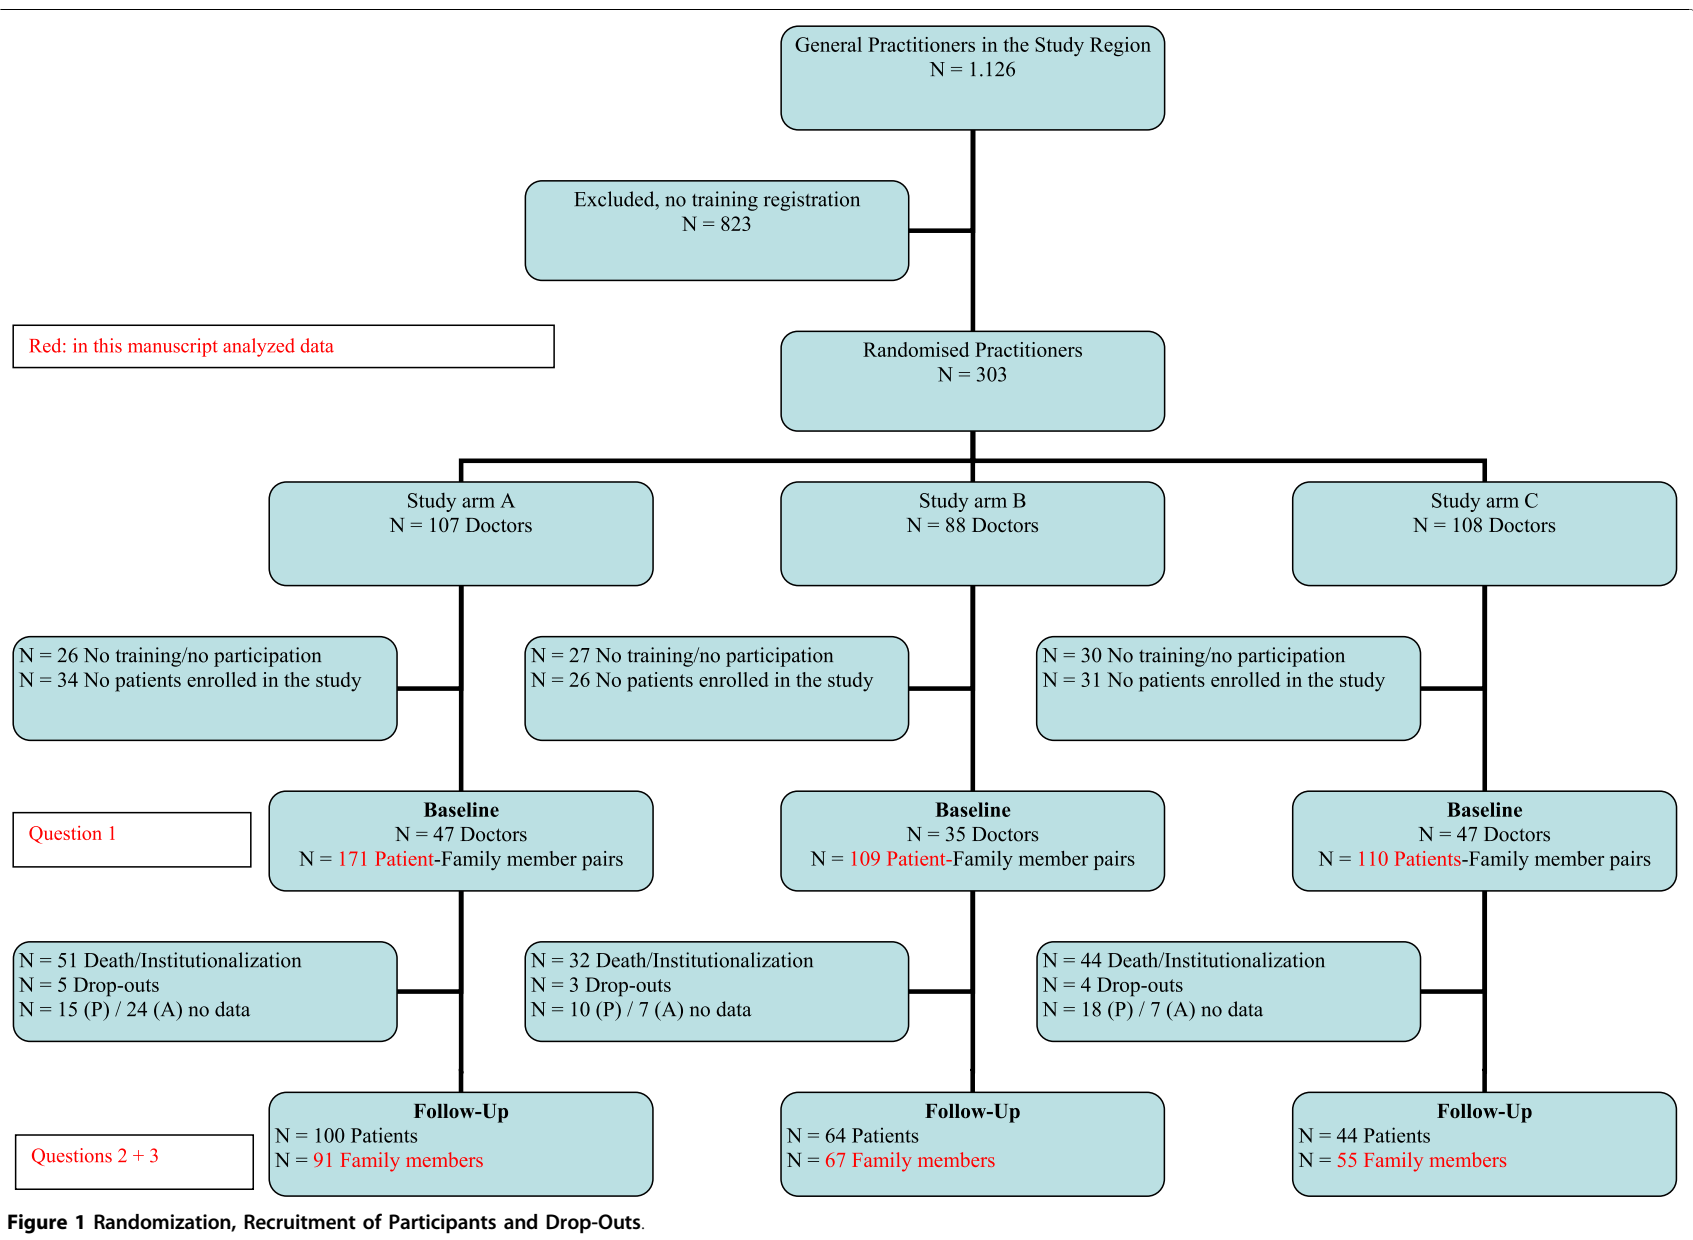 General Practitioners in the Study Region
N = 1.126
Excluded, no training registration
N = 823
Red: in this manuscript analyzed data
Randomised Practitioners
N = 303
Study arm A
N = 107 Doctors
Study arm B
N = 88 Doctors
Study arm C
N = 108 Doctors
N = 26 No training/no participation
N = 34 No patients enrolled in the study
N = 27 No training/no participation
N = 26 No patients enrolled in the study
N = 30 No training/no participation
N = 31 No patients enrolled in the study
Question 1
Baseline
N = 47 Doctors
N = 171 Patient-Family member pairs
Baseline
N = 35 Doctors
N = 109 Patient-Family member pairs
Baseline
N = 47 Doctors
N = 110 Patients-Family member pairs
N = 51 Death/Institutionalization
N = 5 Drop-outs
N = 15 (P) / 24 (A) no data
N = 32 Death/Institutionalization
N = 3 Drop-outs
N = 10 (P) / 7 (A) no data
N = 44 Death/Institutionalization
N = 4 Drop-outs
N = 18 (P) / 7 (A) no data
Questions 2 + 3
Follow-Up
N = 100 Patients
N = 91 Family members
Follow-Up
N = 64 Patients
N = 67 Family members
Follow-Up
N = 44 Patients
N = 55 Family members
Figure 1 Randomization, Recruitment of Participants and Drop-Outs.